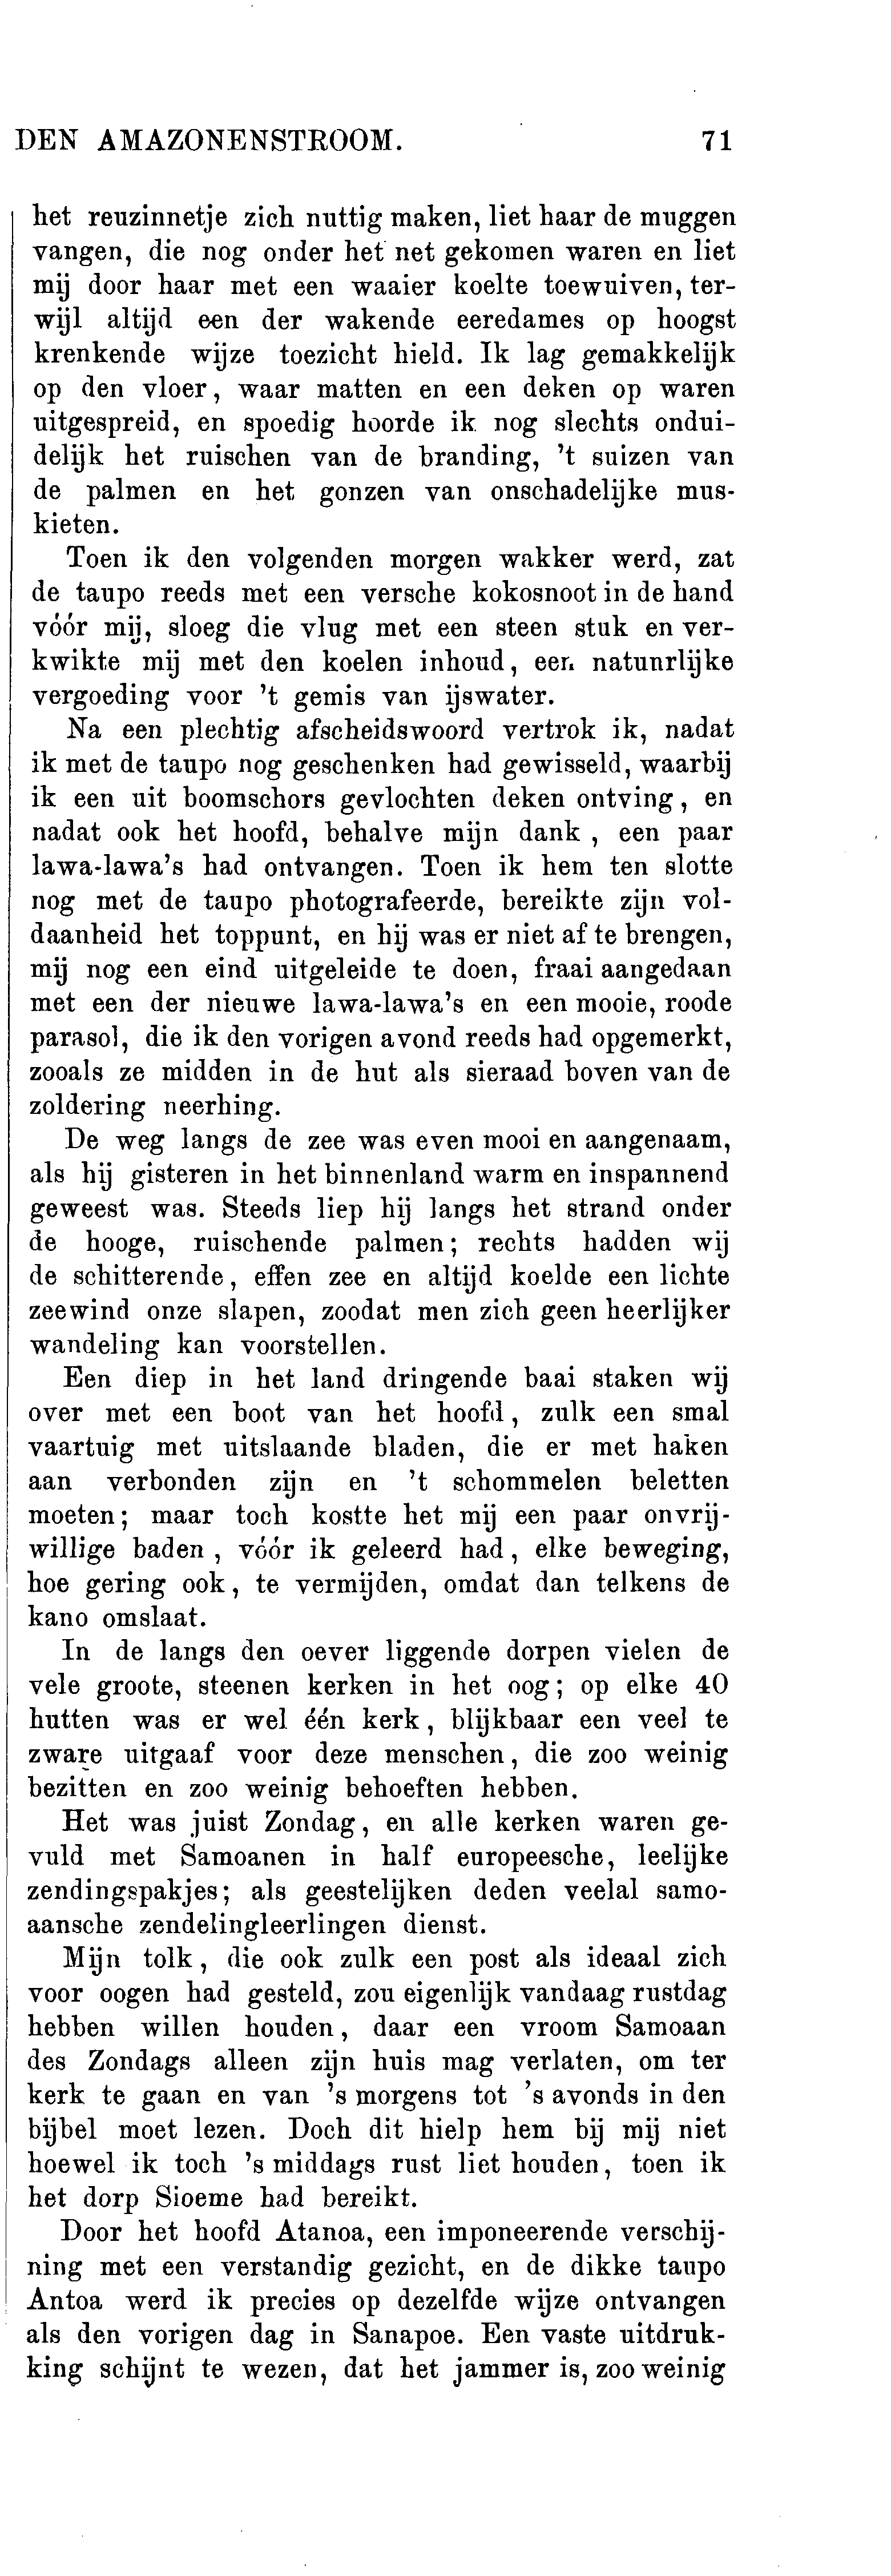 DEN AMAZONENSTROOM. 71
het reuzinnetje zich nuttig maken, liet haar de muggen
vangen, die nog onder het net gekomen waren en liet
mij door haar met een waaier koelte toewuiven, ter-
wijl altijd een der wakende eeredames op hoogst
krenkende wijze toezicht hield. Ik lag gemakkelijk
op den vloer, waar matten en een deken op waren
uitgespreid, en spoedig hoorde ik nog slechts ondui-
delijk het ruischen van de branding, 't suizen van
de palmen en het gonzen van onschadelijke mus-
kieten.
Toen ik den volgenden morgen wakker werd, zat
de taupo reeds met een versche kokosnoot in de hand
vóór mij, sloeg die vlug met een steen stuk en ver-
kwikte mij met den koelen inhoud, een natuurlijke
vergoeding voor 't gemis van ijswater.
Na een plechtig afscheidswoord vertrok ik, nadat
ik met de taupo nog geschenken had gewisseld, waarbij
ik een uit boomschors gevlochten deken ontving, en
nadat ook het hoofd, behalve mijn dank, een paar
lawa-lawa's had ontvangen. Toen ik hem ten slotte
nog met de taupo photografeerde, bereikte zijn vol-
daanheid het toppunt, en hij was er niet af te brengen,
mij nog een eind uitgeleide te doen, fraai aangedaan
met een der nieuwe lawa-lawa's en een mooie, roode
parasol, die ik den vorigen avond reeds had opgemerkt,
zooals ze midden in de hut als sieraad boven van de
zoldering neerhing.
De weg langs de zee was even mooi en aangenaam,
als hij gisteren in het binnenland warm en inspannend
geweest was. Steeds liep hij langs het strand onder
de hooge, ruischende palmen; rechts hadden wij
de schitterende, effen zee en altijd koelde een lichte
zeewind onze slapen, zoodat men zich geen heerlijker
wandeling kan voorstellen.
Een diep in het land dringende baai staken wij
over met een boot van het hoofd, zulk een smal
vaartuig met uitslaande bladen, die er met haken
aan verbonden zijn en 't schommelen beletten
moeten; maar toch kostte het mij een paar onvrij-
willige baden, vóór ik geleerd had, elke beweging,
hoe gering ook, te vermijden, omdat dan telkens de
kano omslaat.
In de langs den oever liggende dorpen vielen de
vele groote, steenen kerken in het oog; op elke 40
hutten was er wel één kerk, blijkbaar een veel te
zware uitgaaf voor deze menschen, die zoo weinig
bezitten en zoo weinig behoeften hebben.
Het was juist Zondag, en alle kerken waren ge-
vuld met Samoanen in half europeesche, leelijke
zendingspakjes; als geestelijken deden veelal samo-
aansche zendelingleerlingen dienst.
Mijn tolk, die ook zulk een post als ideaal zich
voor oogen had gesteld, zou eigenlijk vandaag rustdag
hebben willen houden, daar een vroom Samoaan
des Zondags alleen zijn huis mag verlaten, om ter
kerk te gaan en van 's morgens tot 's avonds in den
bijbel moet lezen. Doch dit hielp hem bij mij niet
hoewel ik toch 's middags rust liet houden, toen ik
het dorp Sioeme had bereikt.
Door het hoofd Atanoa, een imponeerende verschij-
ning met een verstandig gezicht, en de dikke taupo
Antoa werd ik precies op dezelfde wijze ontvangen
als den vorigen dag in Sanapoe. Een vaste uitdruk-
king schijnt te wezen, dat het jammer is, zoo weinig